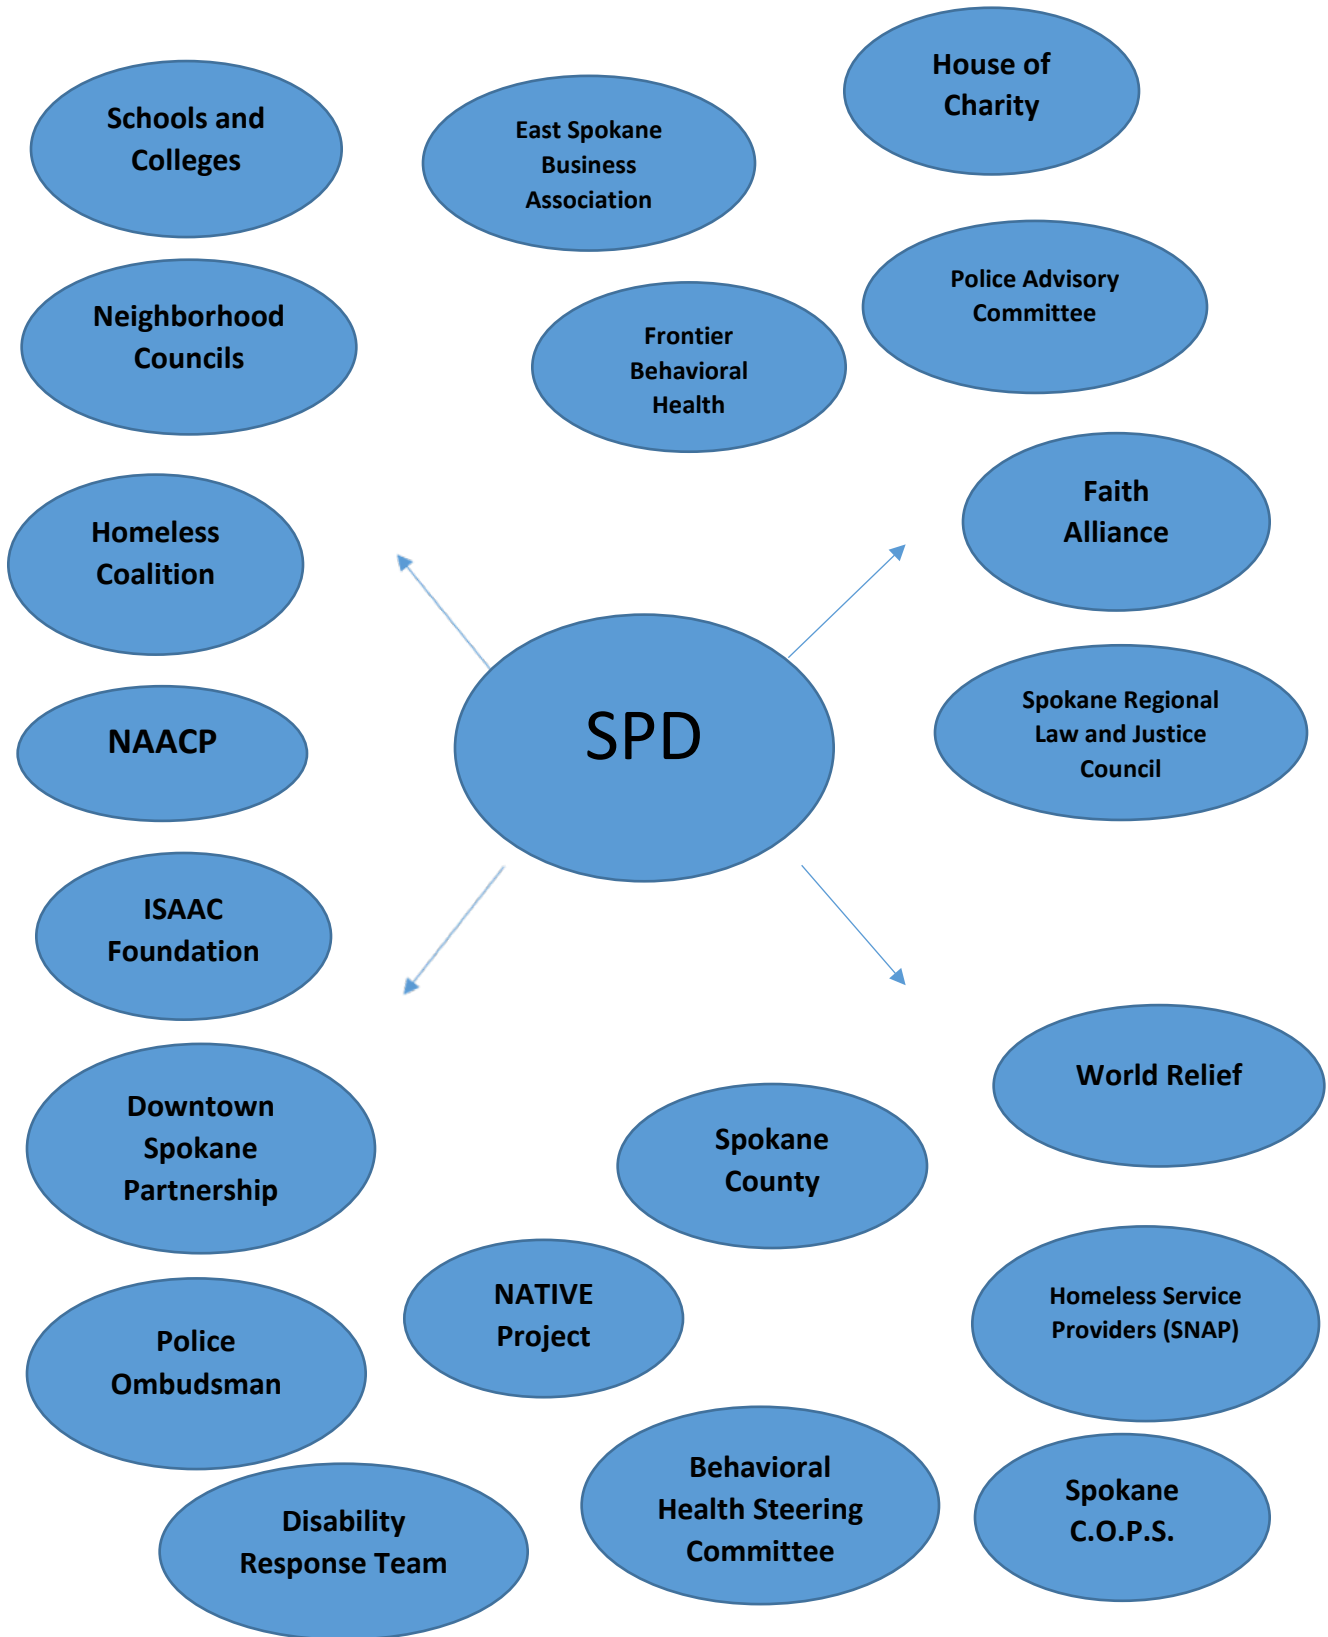 House of
Charity
Schools and
Colleges
East Spokane
Business
Association
Police Advisory
Committee
Neighborhood
Councils
Frontier
Behavioral
Health
Faith
Alliance
Homeless
Coalition
Spokane Regional
Law and Justice
Council
SPD
NAACP
ISAAC
Foundation
World Relief
Downtown
Spokane
Partnership
Spokane
County
NATIVE
Project
Homeless Service
Providers (SNAP)
Police
Ombudsman
Behavioral
Health Steering
Committee
Spokane
C.O.P.S.
Disability
Response Team